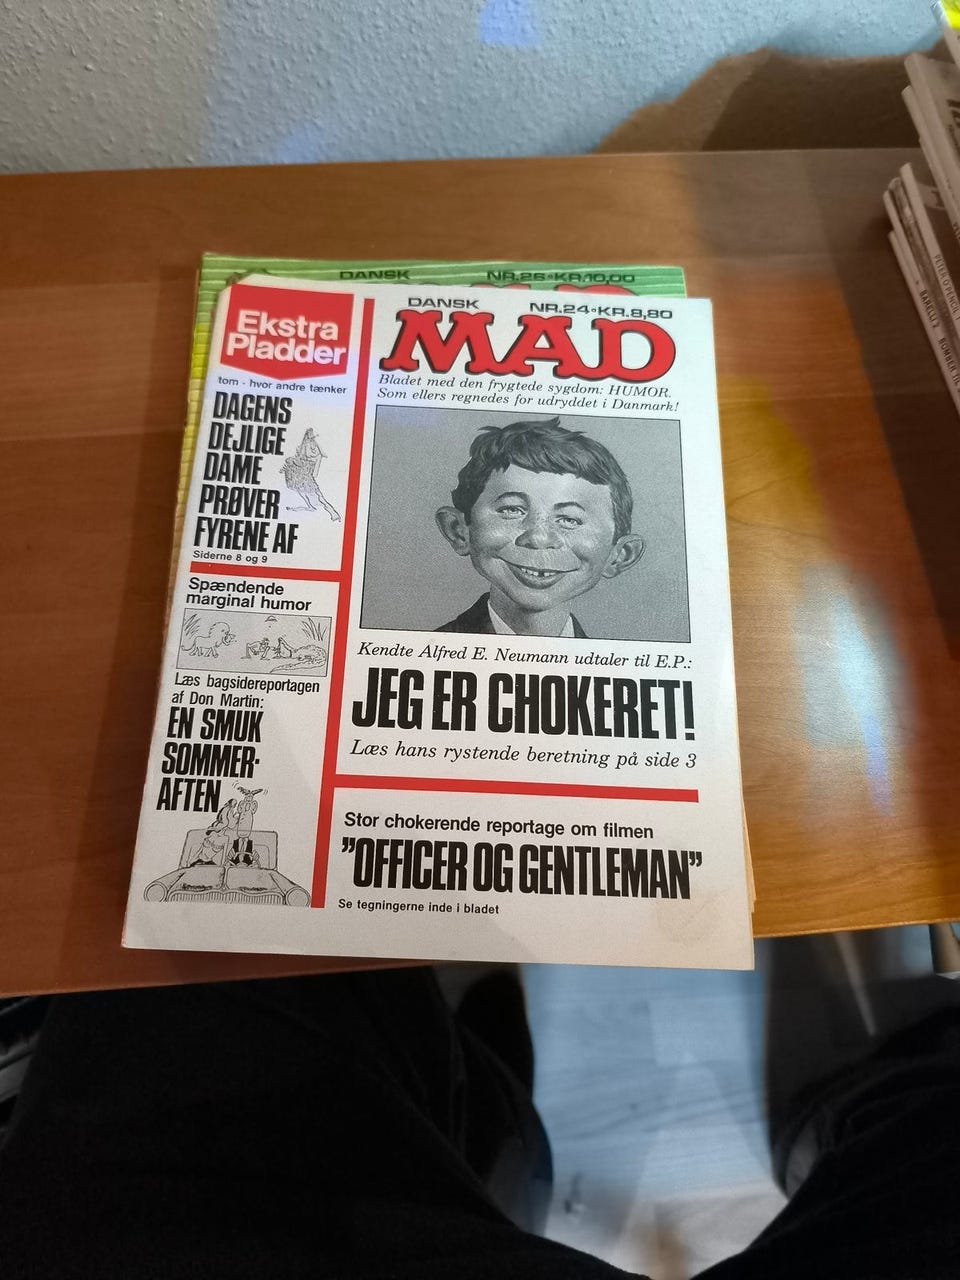 DANSK NR.25•KR.10,00
DANSK NR.24•KR.8,80
MAD
Bladet med den frygtede sygdom: HUMOR.
Som ellers regnedes for udryddet i Danmark!
Ekstra
Pladder
tom - hvor andre tænker
DAGENS
DEJLIGE
DAME
PRØVER
FYRENE AF
Siderne 8 og 9
Spændende
marginal humor
Læs bagsidereportagen
af Don Martin:
EN SMUK
SOMMER-
AFTEN
Kendte Alfred E. Neumann udtaler til E.P.:
JEG ER CHOKERET!
Læs hans rystende beretning på side 3
Stor chokerende reportage om filmen
”OFFICER OG GENTLEMAN”
Se tegningerne inde i bladet
BARELLI 2